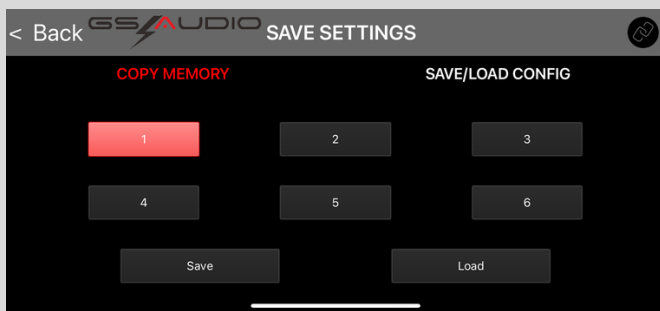 < Back GS AUDIO SAVE SETTINGS
COPY MEMORY SAVE/LOAD CONFIG
1 2 3
4 5 6
Save Load